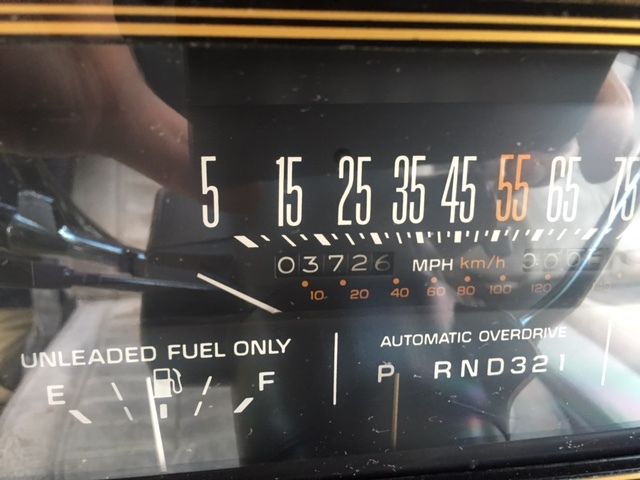 5 15 25 35 45 55 65 75
03726 MPH km/h
10 20 40 60 80 100 120
UNLEADED FUEL ONLY
AUTOMATIC OVERDRIVE
E F
P RND321